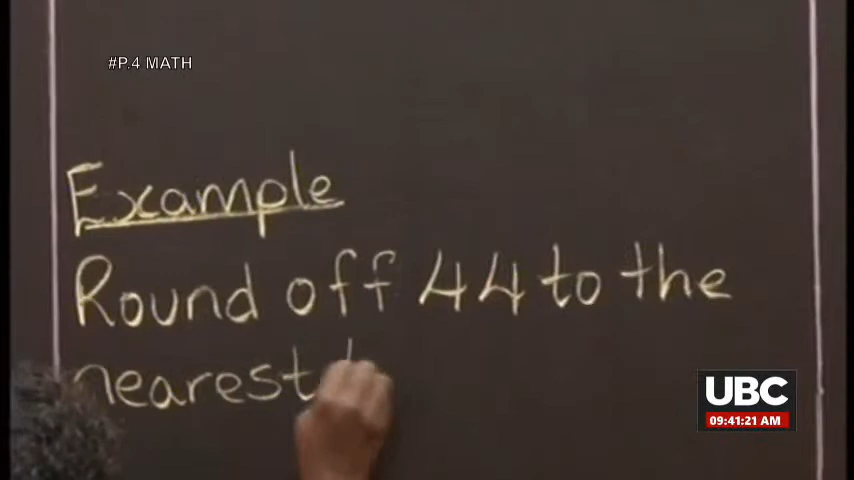 #P.4 MATH
Example
Round off 44 to the
nearest
UBC
09:41:21 AM